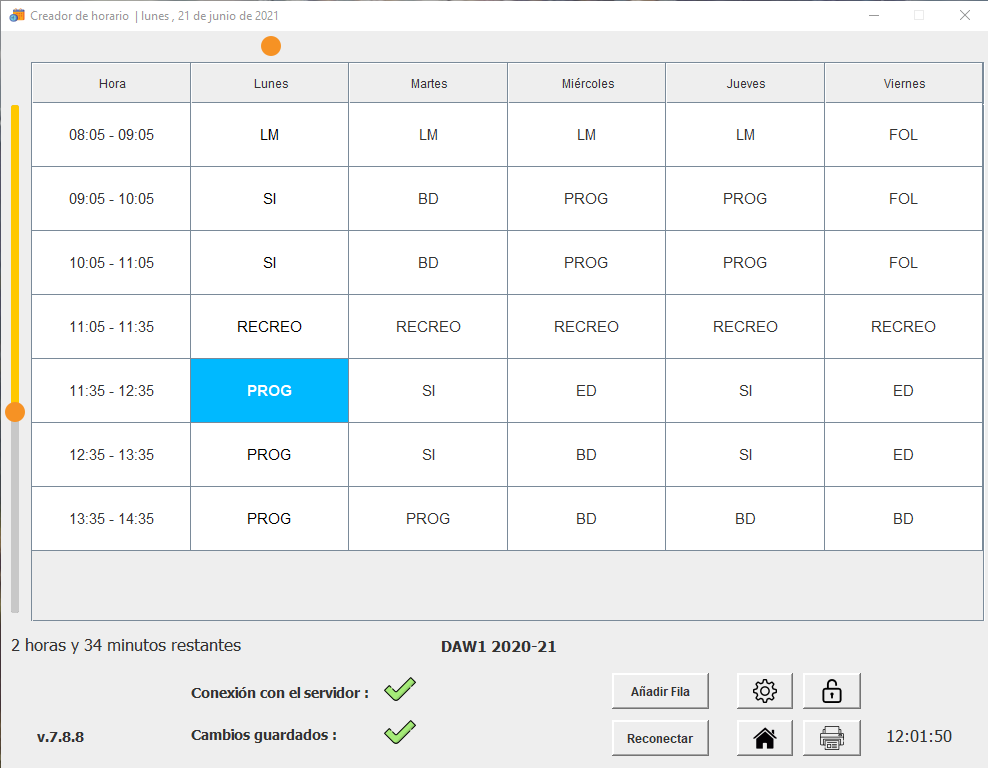 Creador de horario | lunes , 21 de junio de 2021
Hora Lunes Martes Miércoles Jueves Viernes
08:05 - 09:05 LM LM LM LM FOL
09:05 - 10:05 SI BD PROG PROG FOL
10:05 - 11:05 SI BD PROG PROG FOL
11:05 - 11:35 RECREO RECREO RECREO RECREO RECREO
11:35 - 12:35 PROG SI ED SI ED
12:35 - 13:35 PROG SI BD SI ED
13:35 - 14:35 PROG PROG BD BD BD
2 horas y 34 minutos restantes DAW1 2020-21
Conexión con el servidor : Añadir Fila
v.7.8.8 Cambios guardados : Reconectar 12:01:50